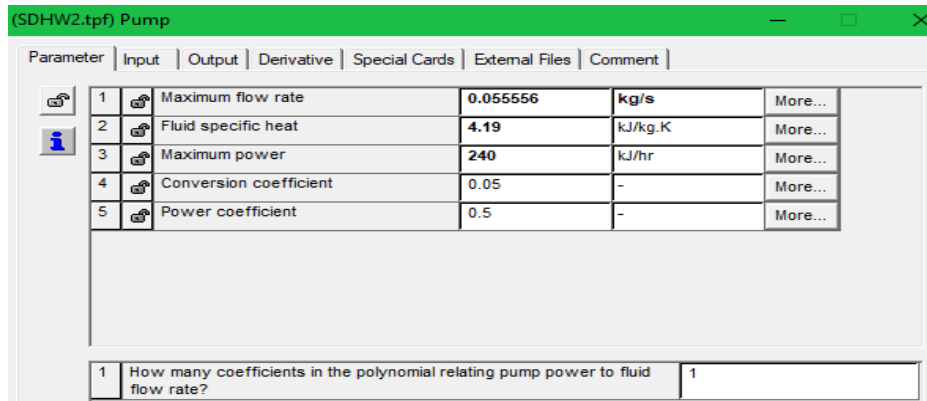 (SDHW2.tpf) Pump
Parameter Input Output Derivative Special Cards External Files Comment
1 Maximum flow rate 0.055556 kg/s More...
2 Fluid specific heat 4.19 kJ/kg.K More...
3 Maximum power 240 kJ/hr More...
4 Conversion coefficient 0.05 - More...
5 Power coefficient 0.5 - More...
1 How many coefficients in the polynomial relating pump power to fluid 1
flow rate?